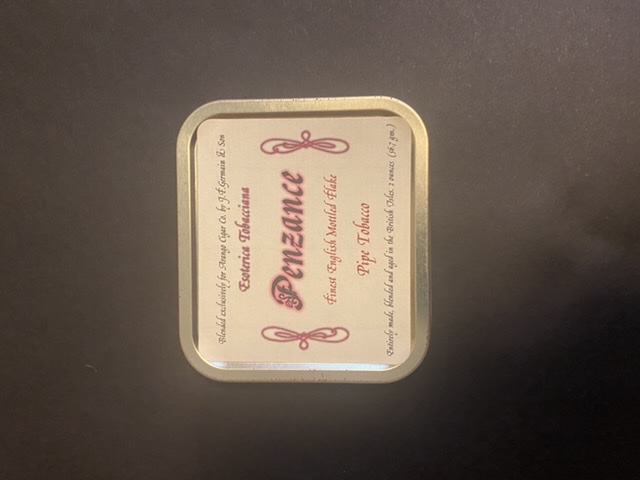 Blended exclusively for Arango Cigar Co. by J.F.Germain & Son
Esoterica Tobacciana
Penzance
Finest English Mottled Flake
Pipe Tobacco
Entirely made, blended and aged in the British Isles. 2 ounces (56.7 gm.)